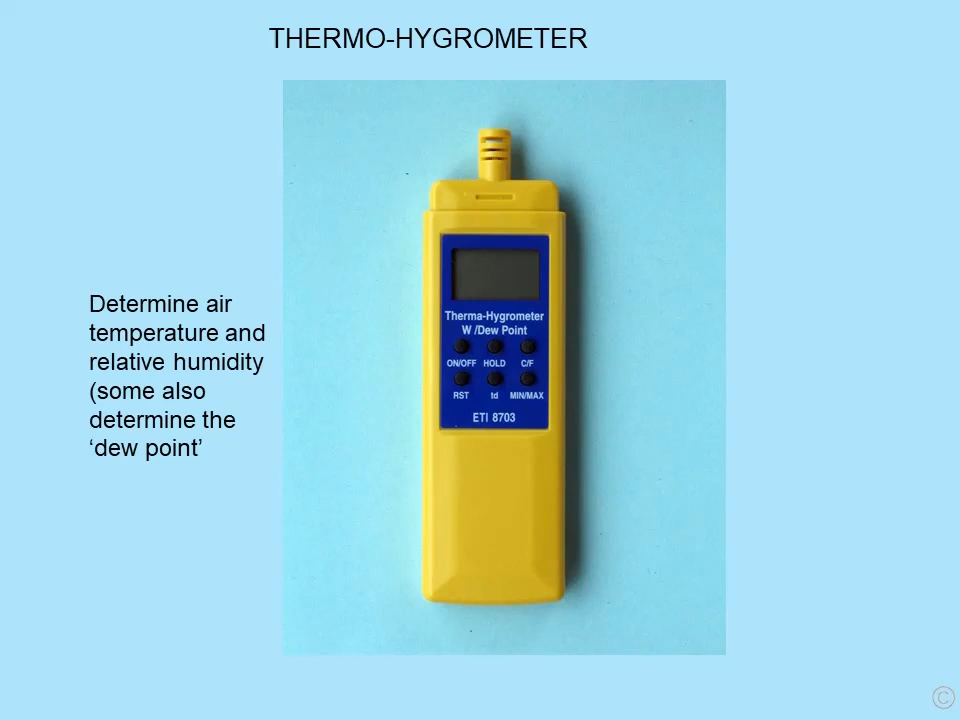 THERMO-HYGROMETER
Determine air
temperature and
relative humidity
(some also
determine the
‘dew point’
Therma-Hygrometer
W /Dew Point
ON/OFF HOLD C/F
RST td MIN/MAX
ETI 8703
©